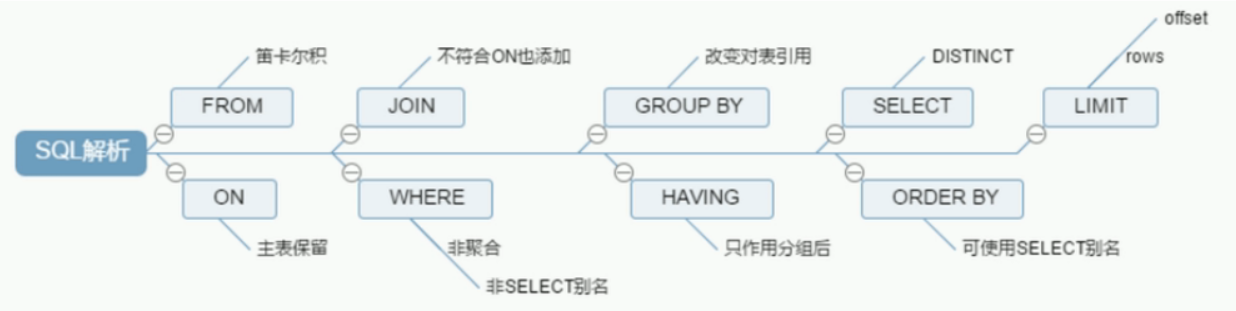 SQL解析
FROM
笛卡尔积
ON
主表保留
JOIN
不符合ON也添加
WHERE
非聚合
非SELECT别名
GROUP BY
改变对表引用
HAVING
只作用分组后
SELECT
DISTINCT
ORDER BY
可使用SELECT别名
LIMIT
offset
rows